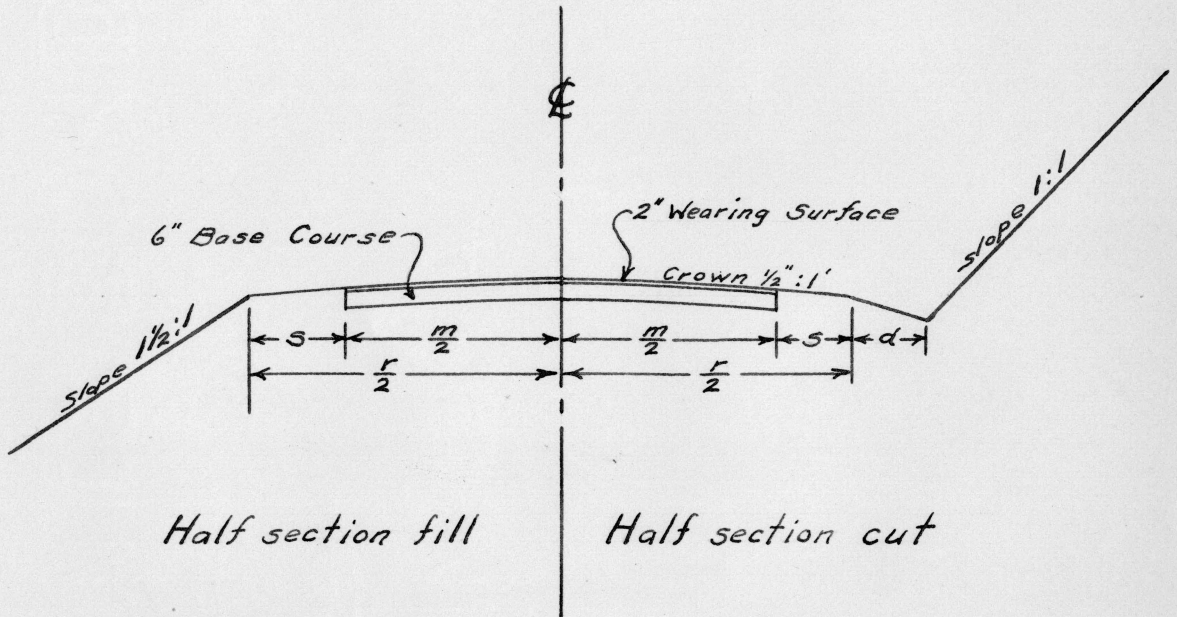 ℄
6" Base Course
2" Wearing Surface
Crown ½":1'
Slope 1½:1
Slope 1:1
s
m/2
m/2
s
d
r/2
r/2
Half section fill
Half section cut